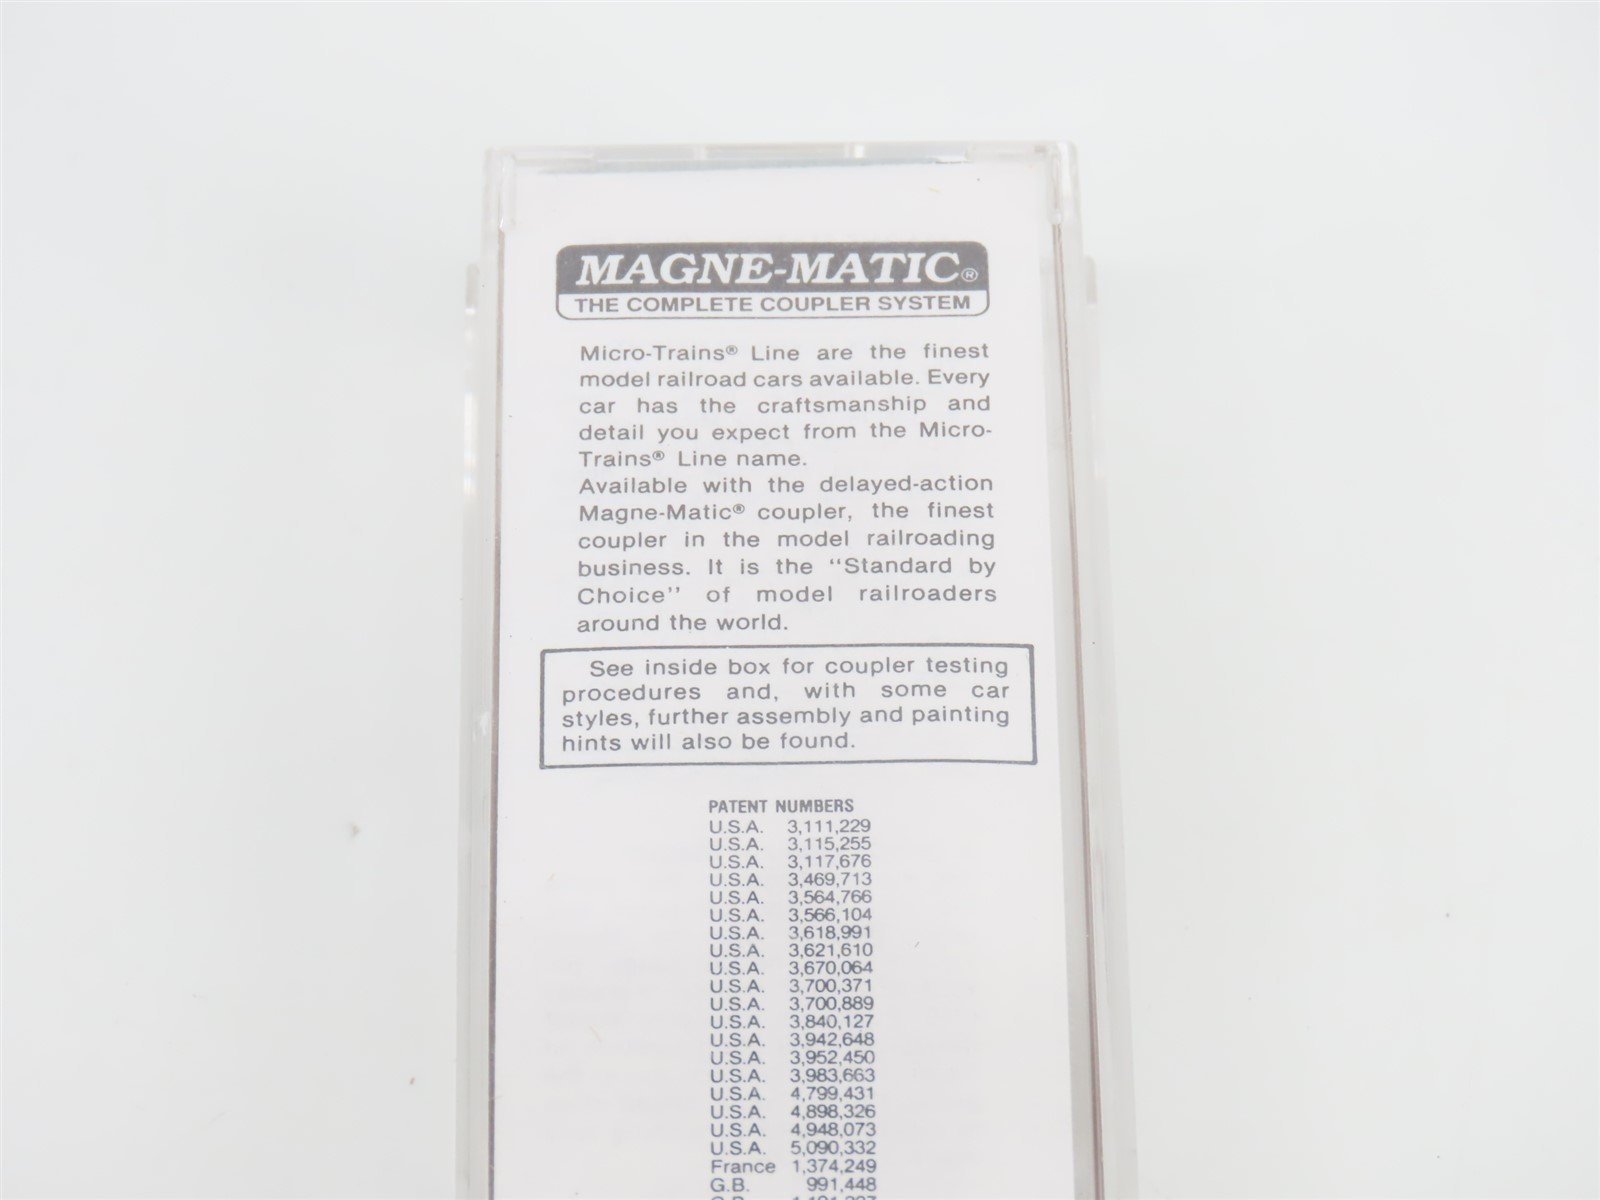 MAGNE-MATIC®
THE COMPLETE COUPLER SYSTEM
Micro-Trains® Line are the finest
model railroad cars available. Every
car has the craftsmanship and
detail you expect from the Micro-
Trains® Line name.
Available with the delayed-action
Magne-Matic® coupler, the finest
coupler in the model railroading
business. It is the "Standard by
Choice" of model railroaders
around the world.
See inside box for coupler testing
procedures and, with some car
styles, further assembly and painting
hints will also be found.
PATENT NUMBERS
U.S.A. 3,111,229
U.S.A. 3,115,255
U.S.A. 3,117,676
U.S.A. 3,469,713
U.S.A. 3,564,766
U.S.A. 3,566,104
U.S.A. 3,618,991
U.S.A. 3,621,610
U.S.A. 3,670,064
U.S.A. 3,700,371
U.S.A. 3,700,889
U.S.A. 3,840,127
U.S.A. 3,942,648
U.S.A. 3,952,450
U.S.A. 3,983,663
U.S.A. 4,799,431
U.S.A. 4,898,326
U.S.A. 4,948,073
U.S.A. 5,090,332
France 1,374,249
G.B. 991,448